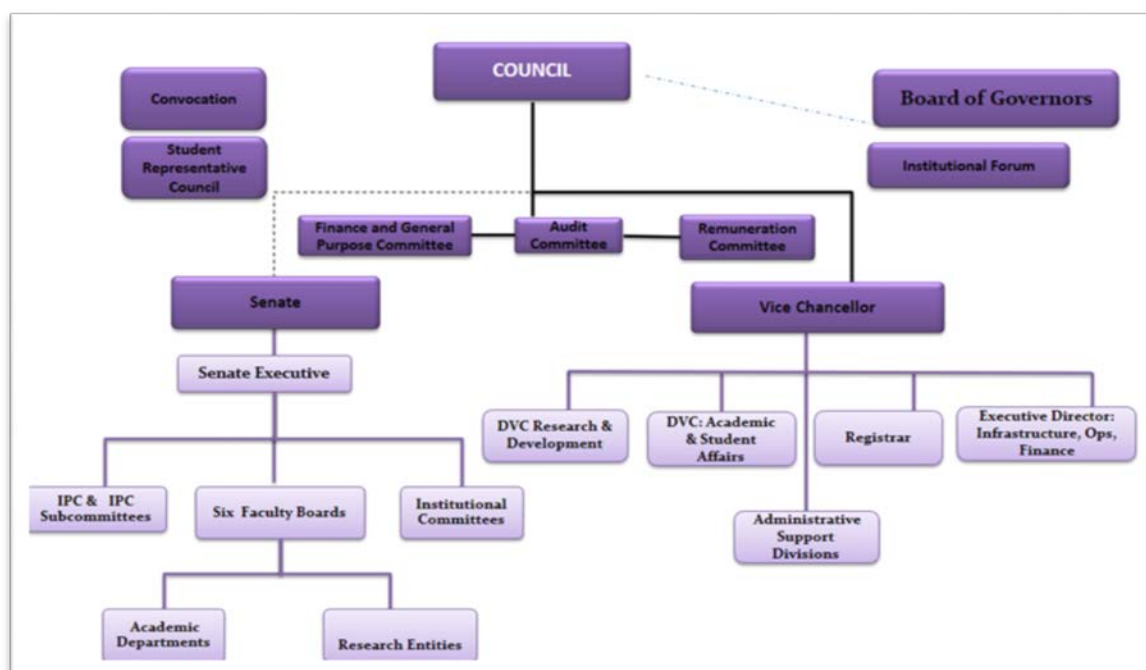 COUNCIL
Convocation
Board of Governors
Student
Representative
Council
Institutional Forum
Finance and General
Purpose Committee
Audit
Committee
Remuneration
Committee
Senate
Vice Chancellor
Senate Executive
DVC Research &
Development
DVC: Academic
& Student
Affairs
Registrar
Executive Director:
Infrastructure, Ops,
Finance
IPC & IPC
Subcommittees
Six Faculty Boards
Institutional
Committees
Administrative
Support
Divisions
Academic
Departments
Research Entities